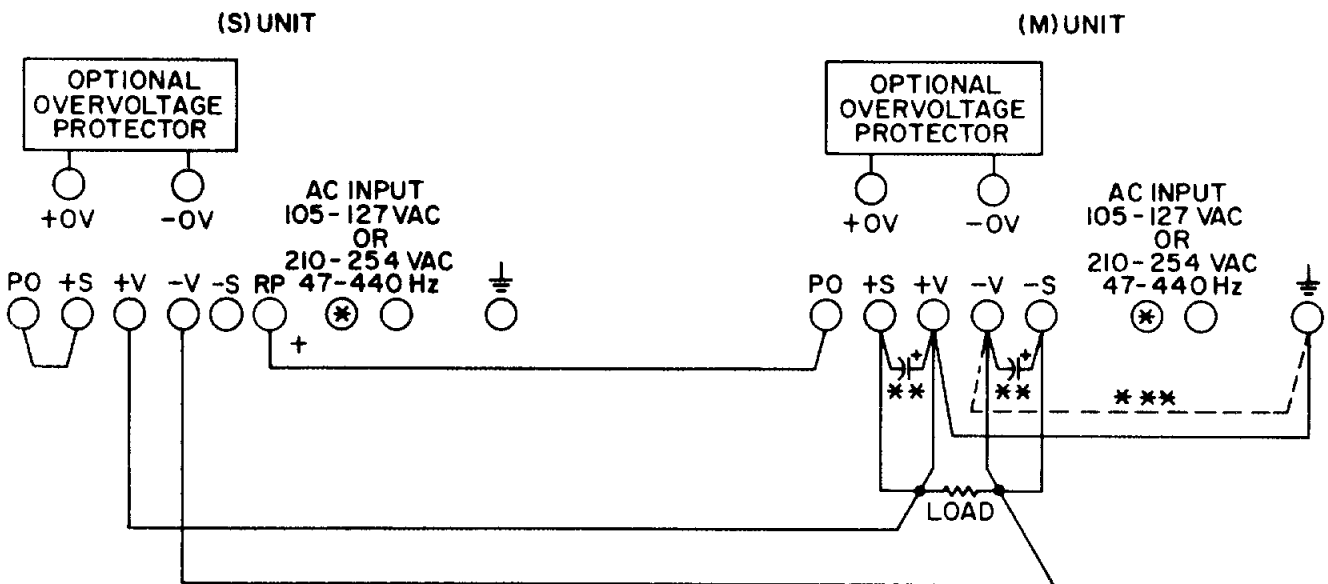 (S) UNIT
(M) UNIT
OPTIONAL
OVERVOLTAGE
PROTECTOR
+OV
-OV
AC INPUT
105-127 VAC
OR
210-254 VAC
47-440 Hz
PO
+S
+V
-V
-S
RP
*
+
OPTIONAL
OVERVOLTAGE
PROTECTOR
+OV
-OV
AC INPUT
105-127 VAC
OR
210-254 VAC
47-440 Hz
PO
+S
+V
-V
-S
*
+
+
**
**
***
LOAD